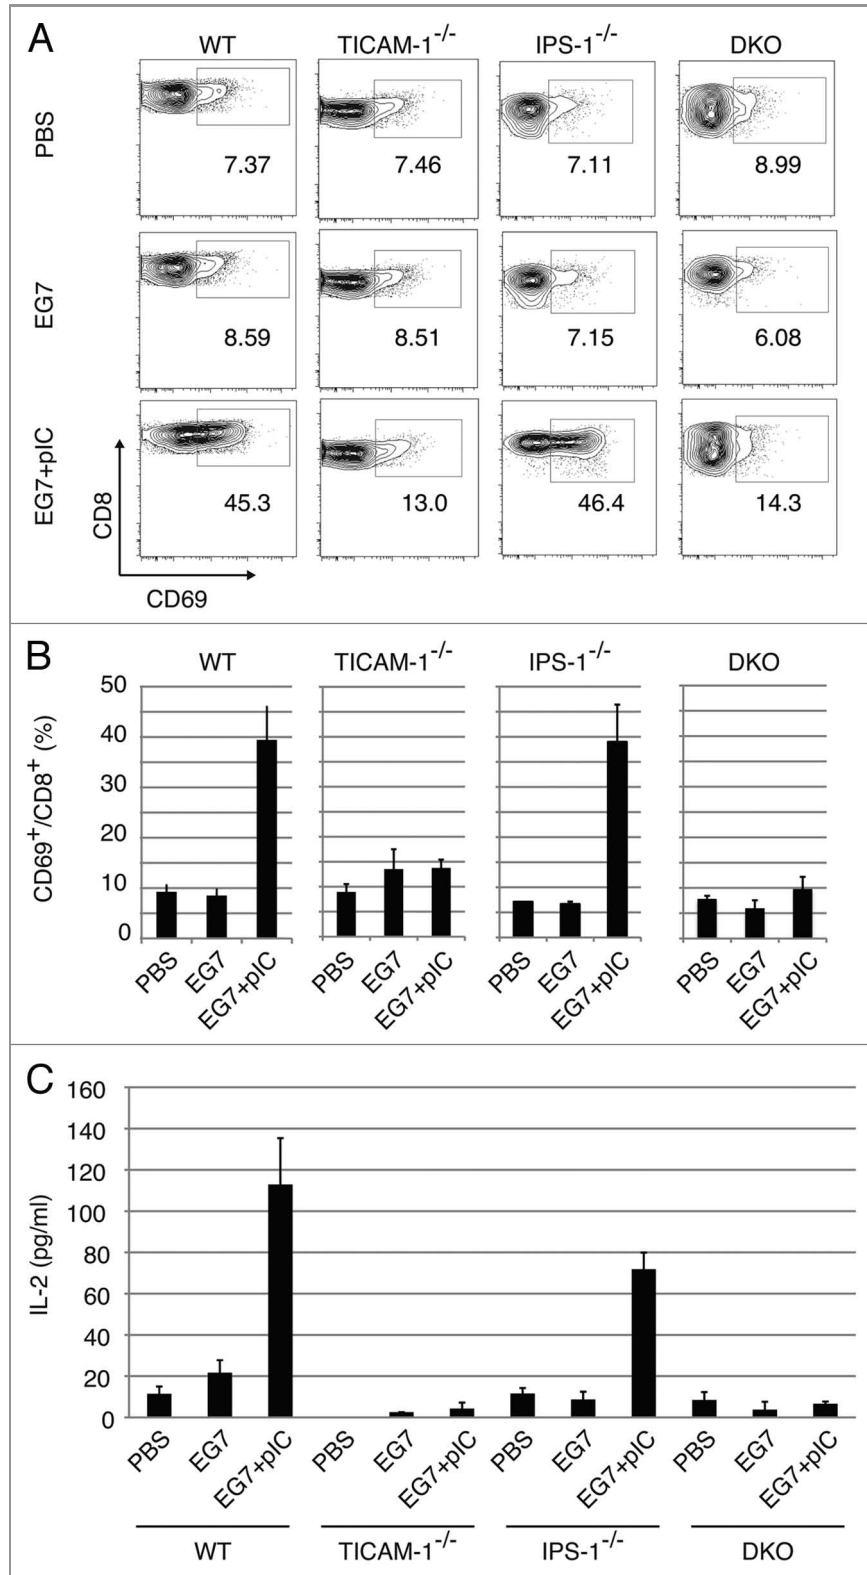 A
WT TICAM-1-/- IPS-1-/- DKO
PBS
7.37 7.46 7.11 8.99
EG7
8.59 8.51 7.15 6.08
EG7+pIC
45.3 13.0 46.4 14.3
CD8
CD69
B
WT TICAM-1-/- IPS-1-/- DKO
CD69+/CD8+ (%)
50
40
30
20
10
0
PBS EG7 EG7+pIC PBS EG7 EG7+pIC PBS EG7 EG7+pIC PBS EG7 EG7+pIC
C
IL-2 (pg/ml)
160
140
120
100
80
60
40
20
0
PBS EG7 EG7+pIC PBS EG7 EG7+pIC PBS EG7 EG7+pIC PBS EG7 EG7+pIC
WT TICAM-1-/- IPS-1-/- DKO